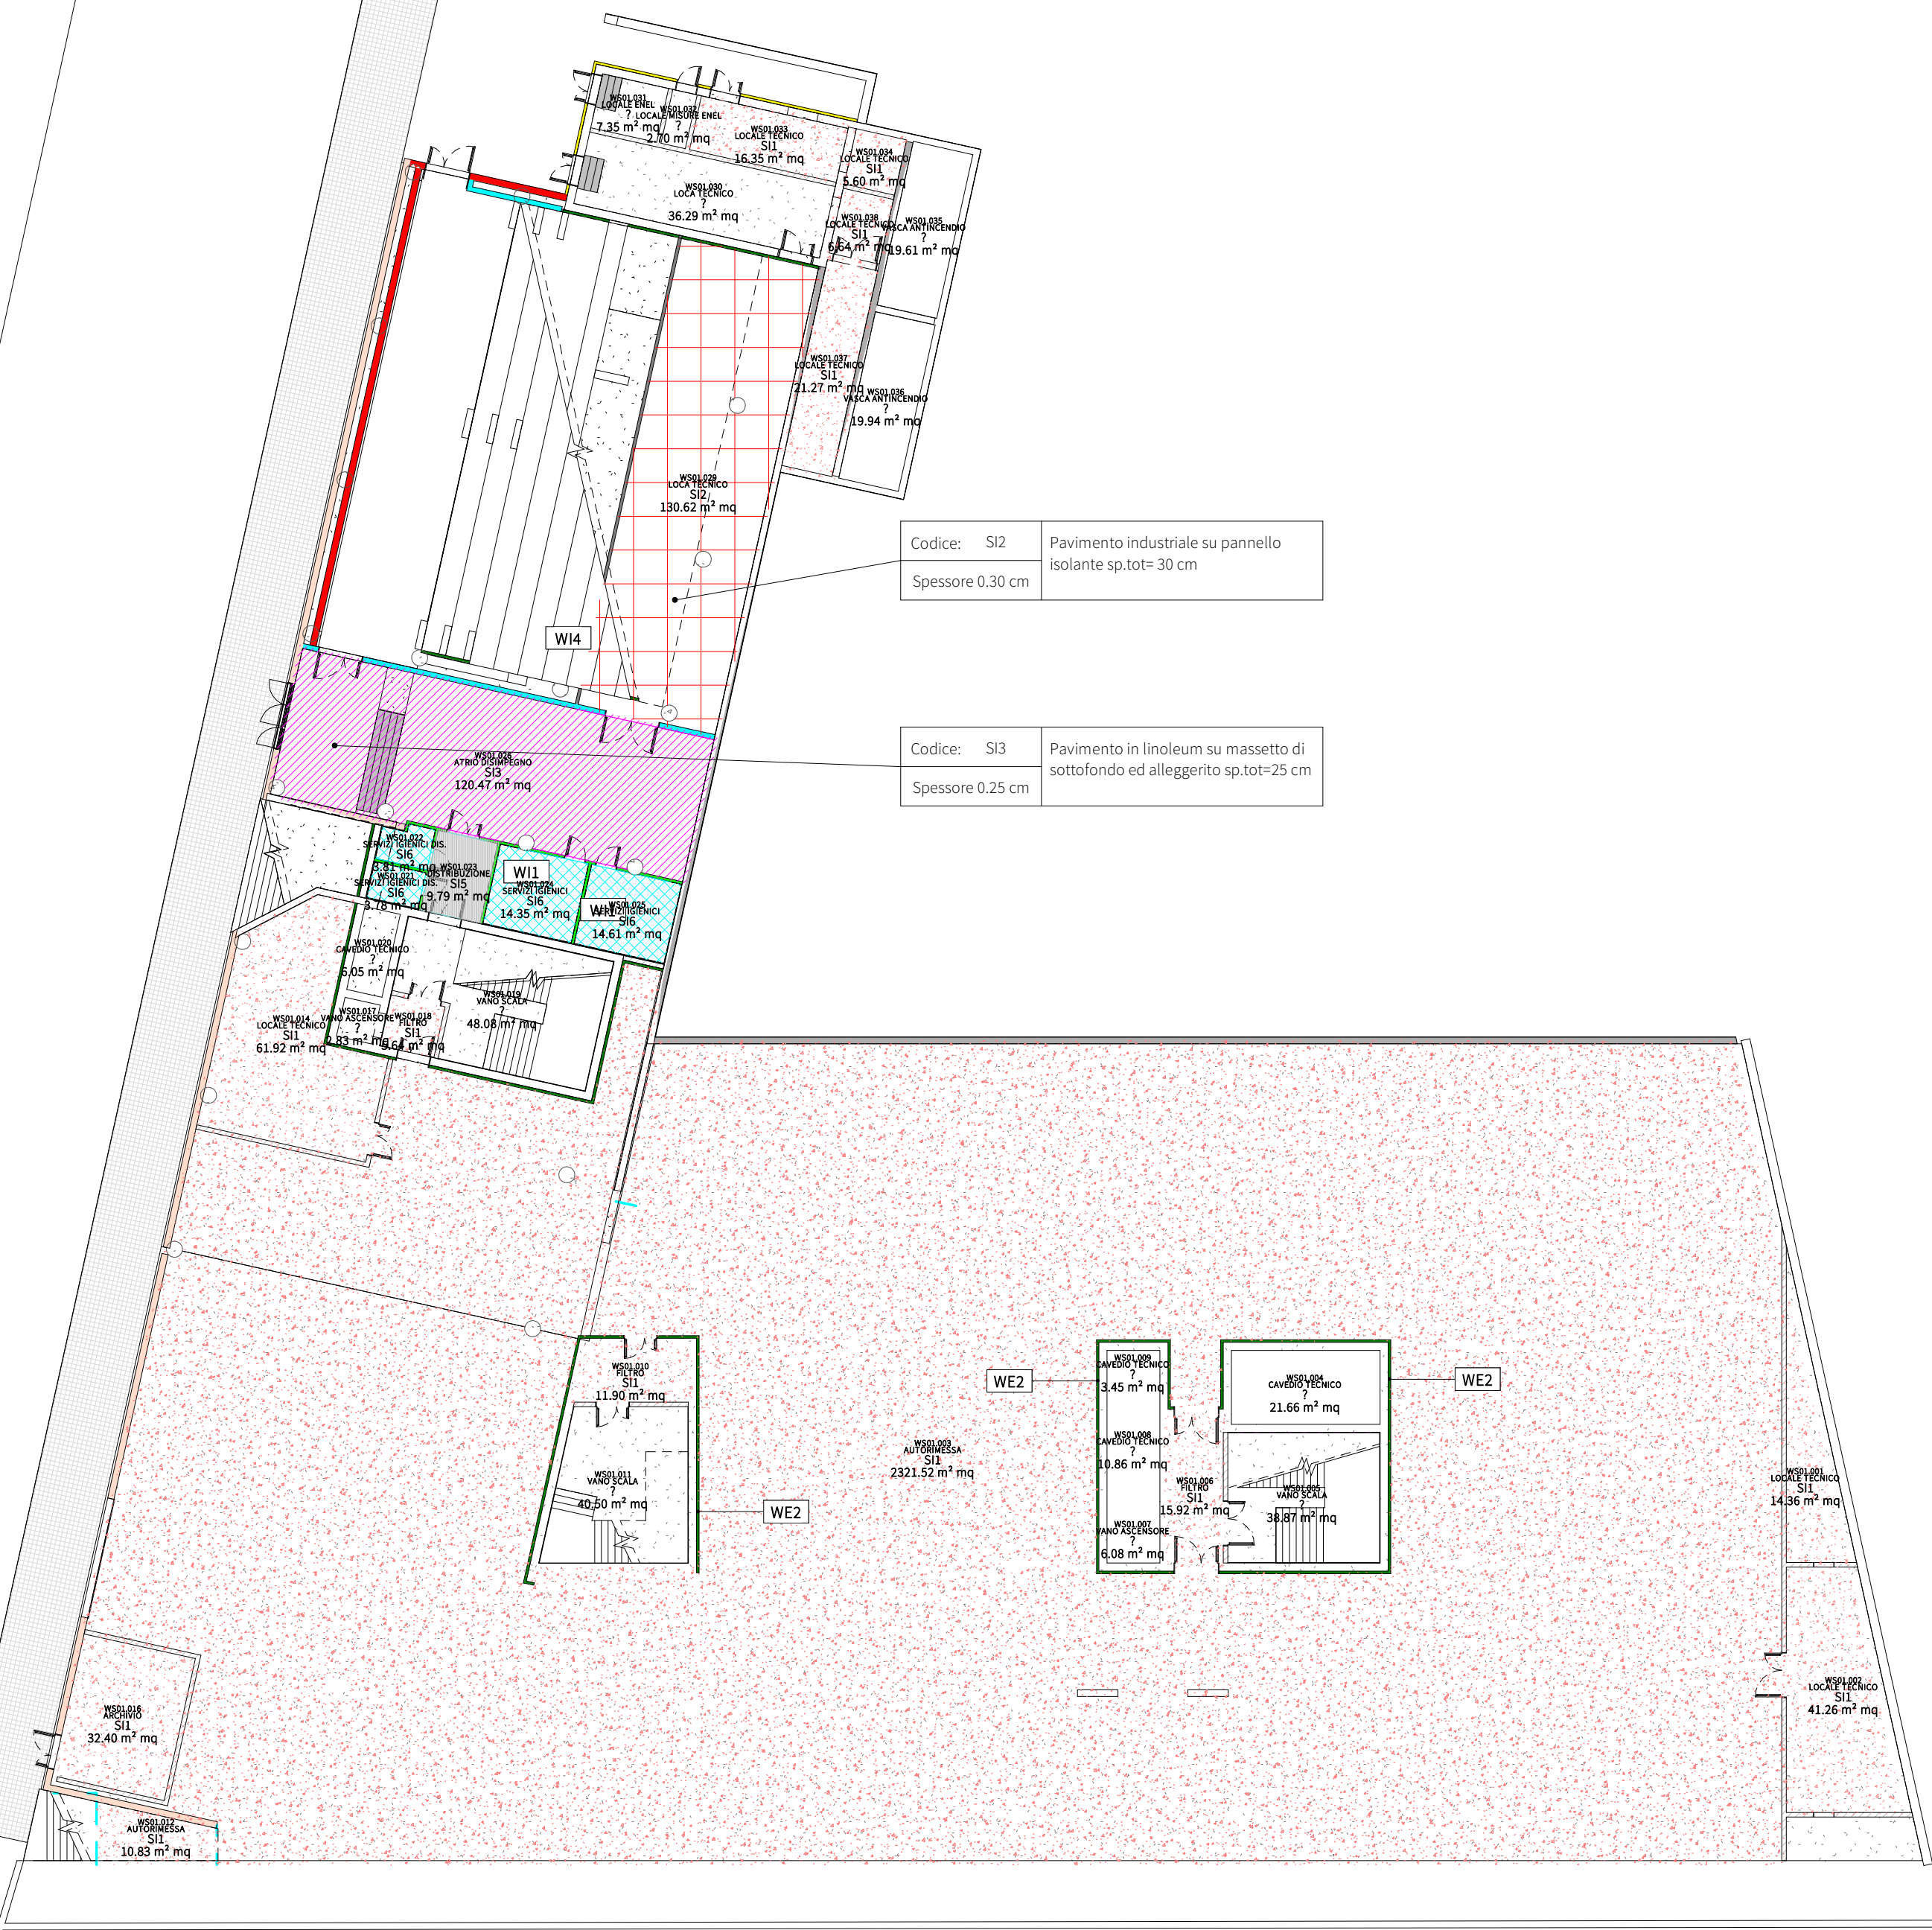 WS01.031
LOCALE ENEL
?
7.35 m² mq
WS01.032
LOCALE MISURE ENEL
?
2.70 m² mq
WS01.033
LOCALE TECNICO
SI1
16.35 m² mq
WS01.034
LOCALE TECNICO
SI1
5.60 m² mq
WS01.030
LOCA TECNICO
?
36.29 m² mq
WS01.038
LOCALE TECNICO
SI1
6.64 m² mq
WS01.035
VASCA ANTINCENDIO
?
19.61 m² mq
WS01.037
LOCALE TECNICO
SI1
21.27 m² mq
WS01.036
VASCA ANTINCENDIO
?
19.94 m² mq
WS01.029
LOCA TECNICO
SI2
130.62 m² mq
Codice: SI2
Spessore 0.30 cm
Pavimento industriale su pannello
isolante sp.tot= 30 cm
WI4
Codice: SI3
Spessore 0.25 cm
Pavimento in linoleum su massetto di
sottofondo ed alleggerito sp.tot=25 cm
WS01.026
ATRIO DISIMPEGNO
SI3
120.47 m² mq
WS01.022
SERVIZI IGIENICI DIS.
SI6
3.81 m² mq
WS01.021
SERVIZI IGIENICI DIS.
SI6
3.78 m² mq
WS01.023
DISTRIBUZIONE
SI5
9.79 m² mq
WI1
WS01.024
SERVIZI IGIENICI
SI6
14.35 m² mq
WI1
WS01.025
SERVIZI IGIENICI
SI6
14.61 m² mq
WS01.020
CAVEDIO TECNICO
?
6.05 m² mq
WS01.019
VANO SCALA
?
48.08 m² mq
WS01.017
VANO ASCENSORE
?
2.83 m² mq
WS01.018
FILTRO
SI1
5.64 m² mq
WS01.014
LOCALE TECNICO
SI1
61.92 m² mq
WS01.010
FILTRO
SI1
11.90 m² mq
WS01.011
VANO SCALA
?
40.50 m² mq
WE2
WS01.003
AUTORIMESSA
SI1
2321.52 m² mq
WE2
WS01.009
CAVEDIO TECNICO
?
3.45 m² mq
WS01.008
CAVEDIO TECNICO
?
10.86 m² mq
WS01.007
VANO ASCENSORE
?
6.08 m² mq
WS01.006
FILTRO
SI1
15.92 m² mq
WS01.004
CAVEDIO TECNICO
?
21.66 m² mq
WE2
WS01.005
VANO SCALA
?
38.87 m² mq
WS01.001
LOCALE TECNICO
SI1
14.36 m² mq
WS01.002
LOCALE TECNICO
SI1
41.26 m² mq
WS01.016
ARCHIVIO
SI1
32.40 m² mq
WS01.012
AUTORIMESSA
SI1
10.83 m² mq